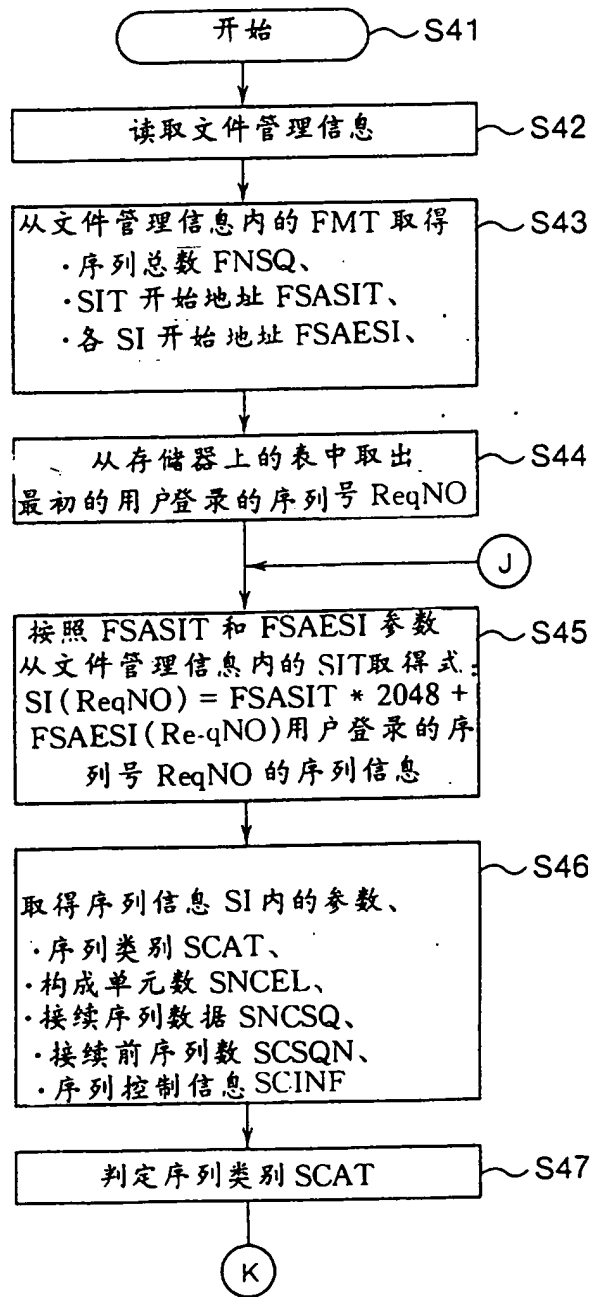 开始 S41
读取文件管理信息 S42
从文件管理信息内的 FMT 取得 S43
·序列总数 FNSQ、
·SIT 开始地址 FSASIT、
·各 SI 开始地址 FSAESI、
从存储器上的表中取出 S44
最初的用户登录的序列号 ReqNO
J
按照 FSASIT 和 FSAESI 参数 S45
从文件管理信息内的 SIT取得式:
SI(ReqNO) = FSASIT * 2048 +
FSAESI(Re-qNO)用户登录的序
列号 ReqNO 的序列信息
S46
取得序列信息 SI内的参数、
·序列类别 SCAT、
·构成单元数 SNCEL、
·接续序列数据 SNCSQ、
·接续前序列数 SCSQN、
·序列控制信息 SCINF
判定序列类别 SCAT S47
K